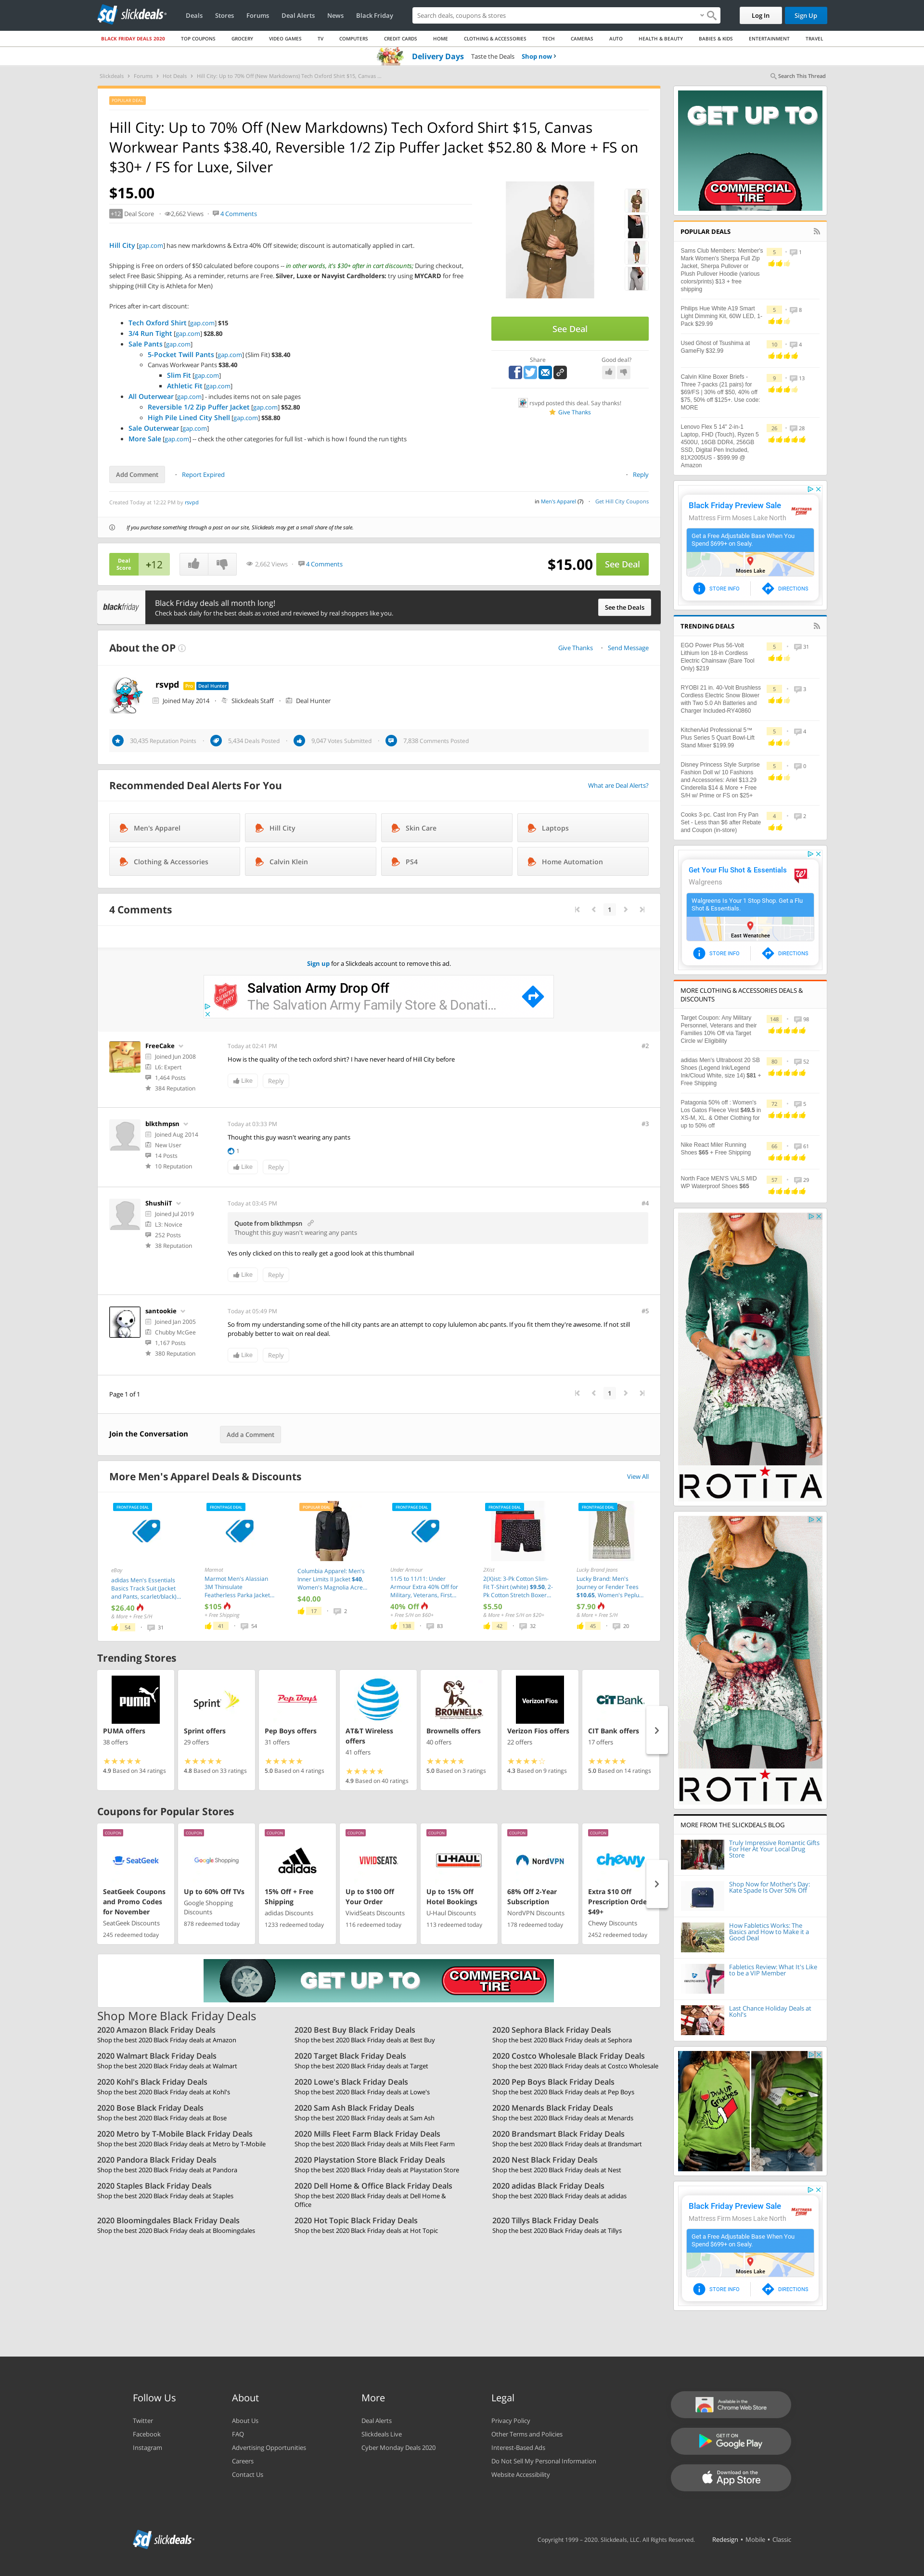 slickdeals
Deals Stores Forums Deal Alerts News Black Friday
Search deals, coupons & stores
Log In
Sign Up
BLACK FRIDAY DEALS 2020 TOP COUPONS GROCERY VIDEO GAMES TV COMPUTERS CREDIT CARDS HOME CLOTHING & ACCESSORIES TECH CAMERAS AUTO HEALTH & BEAUTY BABIES & KIDS ENTERTAINMENT TRAVEL
Delivery Days Taste the Deals Shop now
Slickdeals Forums Hot Deals Hill City: Up to 70% Off (New Markdowns) Tech Oxford Shirt $15, Canvas ...
Search This Thread
POPULAR DEAL
Hill City: Up to 70% Off (New Markdowns) Tech Oxford Shirt $15, Canvas
Workwear Pants $38.40, Reversible 1/2 Zip Puffer Jacket $52.80 & More + FS on
$30+ / FS for Luxe, Silver
$15.00
+12 Deal Score 2,662 Views 4 Comments
Hill City [gap.com] has new markdowns & Extra 40% Off sitewide; discount is automatically applied in cart.
Shipping is Free on orders of $50 calculated before coupons -- in other words, it's $30+ after in cart discounts; During checkout,
select Free Basic Shipping. As a reminder, returns are Free. Silver, Luxe or Navyist Cardholders: try using MYCARD for free
shipping (Hill City is Athleta for Men)
Prices after in-cart discount:
Tech Oxford Shirt [gap.com] $15
3/4 Run Tight [gap.com] $28.80
Sale Pants [gap.com]
5-Pocket Twill Pants [gap.com] (Slim Fit) $38.40
Canvas Workwear Pants $38.40
Slim Fit [gap.com]
Athletic Fit [gap.com]
All Outerwear [gap.com] - includes items not on sale pages
Reversible 1/2 Zip Puffer Jacket [gap.com] $52.80
High Pile Lined City Shell [gap.com] $58.80
Sale Outerwear [gap.com]
More Sale [gap.com] -- check the other categories for full list - which is how I found the run tights
See Deal
Share
Good deal?
rsvpd posted this deal. Say thanks!
Give Thanks
Add Comment Report Expired Reply
Created Today at 12:22 PM by rsvpd
in Men's Apparel (7) Get Hill City Coupons
If you purchase something through a post on our site, Slickdeals may get a small share of the sale.
Deal
Score
+12
2,662 Views 4 Comments
$15.00
See Deal
blackfriday
Black Friday deals all month long!
Check back daily for the best deals as voted and reviewed by real shoppers like you.
See the Deals
About the OP
Give Thanks Send Message
rsvpd Pro Deal Hunter
Joined May 2014 Slickdeals Staff Deal Hunter
30,435 Reputation Points 5,434 Deals Posted 9,047 Votes Submitted 7,838 Comments Posted
Recommended Deal Alerts For You
What are Deal Alerts?
Men's Apparel Hill City Skin Care Laptops
Clothing & Accessories Calvin Klein PS4 Home Automation
4 Comments
1
Sign up for a Slickdeals account to remove this ad.
Salvation Army Drop Off
The Salvation Army Family Store & Donati...
FreeCake
Joined Jun 2008
L6: Expert
1,464 Posts
384 Reputation
Today at 02:41 PM
#2
How is the quality of the tech oxford shirt? I have never heard of Hill City before
Like Reply
blkthmpsn
Joined Aug 2014
New User
14 Posts
10 Reputation
Today at 03:33 PM
#3
Thought this guy wasn't wearing any pants
1
Like Reply
ShushiiT
Joined Jul 2019
L3: Novice
252 Posts
38 Reputation
Today at 03:45 PM
#4
Quote from blkthmpsn
Thought this guy wasn't wearing any pants
Yes only clicked on this to really get a good look at this thumbnail
Like Reply
santookie
Joined Jan 2005
Chubby McGee
1,167 Posts
380 Reputation
Today at 05:49 PM
#5
So from my understanding some of the hill city pants are an attempt to copy lululemon abc pants. If you fit them they're awesome. If not still
probably better to wait on real deal.
Like Reply
Page 1 of 1
1
Join the Conversation
Add a Comment
More Men's Apparel Deals & Discounts
View All
FRONTPAGE DEAL
eBay
adidas Men's Essentials
Basics Track Suit (Jacket
and Pants, scarlet/black)...
$26.40
& More + Free S/H
54 31
FRONTPAGE DEAL
Marmot
Marmot Men's Alassian
3M Thinsulate
Featherless Parka Jacket...
$105
+ Free Shipping
41 54
POPULAR DEAL
Columbia Apparel: Men's
Inner Limits II Jacket $40,
Women's Magnolia Acre...
$40.00
17 2
FRONTPAGE DEAL
Under Armour
11/5 to 11/11: Under
Armour Extra 40% Off for
Military, Veterans, First...
40% Off
+ Free S/H on $60+
138 83
FRONTPAGE DEAL
2Xist
2(X)ist: 3-Pk Cotton Slim-
Fit T-Shirt (white) $9.50, 2-
Pk Cotton Stretch Boxer...
$5.50
& More + Free S/H on $20+
42 32
FRONTPAGE DEAL
Lucky Brand Jeans
Lucky Brand: Men's
Journey or Fender Tees
$10.65, Women's Peplu...
$7.90
& More + Free S/H
45 20
Trending Stores
PUMA
PUMA offers
38 offers
4.9 Based on 34 ratings
Sprint
Sprint offers
29 offers
4.8 Based on 33 ratings
Pep Boys
Pep Boys offers
31 offers
5.0 Based on 4 ratings
AT&T Wireless
offers
41 offers
4.9 Based on 40 ratings
BROWNELLS
Brownells offers
40 offers
5.0 Based on 3 ratings
Verizon Fios
Verizon Fios offers
22 offers
4.3 Based on 9 ratings
CIT Bank
CIT Bank offers
17 offers
5.0 Based on 14 ratings
Coupons for Popular Stores
COUPON
SeatGeek
SeatGeek Coupons
and Promo Codes
for November
SeatGeek Discounts
245 redeemed today
COUPON
Google Shopping
Up to 60% Off TVs
Google Shopping
Discounts
878 redeemed today
COUPON
adidas
15% Off + Free
Shipping
adidas Discounts
1233 redeemed today
COUPON
VIVIDSEATS
Up to $100 Off
Your Order
VividSeats Discounts
116 redeemed today
COUPON
U-HAUL
Up to 15% Off
Hotel Bookings
U-Haul Discounts
113 redeemed today
COUPON
NordVPN
68% Off 2-Year
Subscription
NordVPN Discounts
178 redeemed today
COUPON
chewy
Extra $10 Off
Prescription Orde
$49+
Chewy Discounts
2452 redeemed today
GET UP TO
COMMERCIAL
TIRE
Shop More Black Friday Deals
2020 Amazon Black Friday Deals
Shop the best 2020 Black Friday deals at Amazon
2020 Best Buy Black Friday Deals
Shop the best 2020 Black Friday deals at Best Buy
2020 Sephora Black Friday Deals
Shop the best 2020 Black Friday deals at Sephora
2020 Walmart Black Friday Deals
Shop the best 2020 Black Friday deals at Walmart
2020 Target Black Friday Deals
Shop the best 2020 Black Friday deals at Target
2020 Costco Wholesale Black Friday Deals
Shop the best 2020 Black Friday deals at Costco Wholesale
2020 Kohl's Black Friday Deals
Shop the best 2020 Black Friday deals at Kohl's
2020 Lowe's Black Friday Deals
Shop the best 2020 Black Friday deals at Lowe's
2020 Pep Boys Black Friday Deals
Shop the best 2020 Black Friday deals at Pep Boys
2020 Bose Black Friday Deals
Shop the best 2020 Black Friday deals at Bose
2020 Sam Ash Black Friday Deals
Shop the best 2020 Black Friday deals at Sam Ash
2020 Menards Black Friday Deals
Shop the best 2020 Black Friday deals at Menards
2020 Metro by T-Mobile Black Friday Deals
Shop the best 2020 Black Friday deals at Metro by T-Mobile
2020 Mills Fleet Farm Black Friday Deals
Shop the best 2020 Black Friday deals at Mills Fleet Farm
2020 Brandsmart Black Friday Deals
Shop the best 2020 Black Friday deals at Brandsmart
2020 Pandora Black Friday Deals
Shop the best 2020 Black Friday deals at Pandora
2020 Playstation Store Black Friday Deals
Shop the best 2020 Black Friday deals at Playstation Store
2020 Nest Black Friday Deals
Shop the best 2020 Black Friday deals at Nest
2020 Staples Black Friday Deals
Shop the best 2020 Black Friday deals at Staples
2020 Dell Home & Office Black Friday Deals
Shop the best 2020 Black Friday deals at Dell Home &
Office
2020 adidas Black Friday Deals
Shop the best 2020 Black Friday deals at adidas
2020 Bloomingdales Black Friday Deals
Shop the best 2020 Black Friday deals at Bloomingdales
2020 Hot Topic Black Friday Deals
Shop the best 2020 Black Friday deals at Hot Topic
2020 Tillys Black Friday Deals
Shop the best 2020 Black Friday deals at Tillys
GET UP TO
COMMERCIAL
TIRE
POPULAR DEALS
Sams Club Members: Member's
Mark Women's Sherpa Full Zip
Jacket, Sherpa Pullover or
Plush Pullover Hoodie (various
colors/prints) $13 + free
shipping
5 1
Philips Hue White A19 Smart
Light Dimming Kit, 60W LED, 1-
Pack $29.99
5 8
Used Ghost of Tsushima at
GameFly $32.99
10 4
Calvin Kline Boxer Briefs -
Three 7-packs (21 pairs) for
$69/FS | 30% off $50, 40% off
$75, 50% off $125+, Use code:
MORE
9 13
Lenovo Flex 5 14" 2-in-1
Laptop, FHD (Touch), Ryzen 5
4500U, 16GB DDR4, 256GB
SSD, Digital Pen Included,
81X2005US - $599.99 @
Amazon
26 28
Black Friday Preview Sale
Mattress Firm Moses Lake North
Get a Free Adjustable Base When You
Spend $699+ on Sealy.
Moses Lake
STORE INFO DIRECTIONS
TRENDING DEALS
EGO Power Plus 56-Volt
Lithium Ion 18-in Cordless
Electric Chainsaw (Bare Tool
Only) $219
5 31
RYOBI 21 in. 40-Volt Brushless
Cordless Electric Snow Blower
with Two 5.0 Ah Batteries and
Charger Included-RY40860
5 3
KitchenAid Professional 5™
Plus Series 5 Quart Bowl-Lift
Stand Mixer $199.99
5 4
Disney Princess Style Surprise
Fashion Doll w/ 10 Fashions
and Accessories: Ariel $13.29
Cinderella $14 & More + Free
S/H w/ Prime or FS on $25+
5 0
Cooks 3-pc. Cast Iron Fry Pan
Set - Less than $6 after Rebate
and Coupon (in-store)
4 2
Get Your Flu Shot & Essentials
Walgreens
Walgreens Is Your 1 Stop Shop. Get a Flu
Shot & Essentials.
East Wenatchee
STORE INFO DIRECTIONS
MORE CLOTHING & ACCESSORIES DEALS &
DISCOUNTS
Target Coupon: Any Military
Personnel, Veterans and their
Families 10% Off via Target
Circle w/ Eligibility
148 98
adidas Men's Ultraboost 20 SB
Shoes (Legend Ink/Legend
Ink/Cloud White, size 14) $81 +
Free Shipping
80 52
Patagonia 50% off : Women's
Los Gatos Fleece Vest $49.5 in
XS-M, XL. & Other Clothing for
up to 50% off
72 5
Nike React Miler Running
Shoes $65 + Free Shipping
66 61
North Face MEN'S VALS MID
WP Waterproof Shoes $65
57 29
ROTITA
ROTITA
MORE FROM THE SLICKDEALS BLOG
Truly Impressive Romantic Gifts
For Her At Your Local Drug
Store
Shop Now for Mother's Day:
Kate Spade Is Over 50% Off!
How Fabletics Works: The
Basics and How to Make it a
Good Deal
Fabletics Review: What It's Like
to be a VIP Member
Last Chance Holiday Deals at
Kohl's
Black Friday Preview Sale
Mattress Firm Moses Lake North
Get a Free Adjustable Base When You
Spend $699+ on Sealy.
Moses Lake
STORE INFO DIRECTIONS
Follow Us
Twitter
Facebook
Instagram
About
About Us
FAQ
Advertising Opportunities
Careers
Contact Us
More
Deal Alerts
Slickdeals Live
Cyber Monday Deals 2020
Legal
Privacy Policy
Other Terms and Policies
Interest-Based Ads
Do Not Sell My Personal Information
Website Accessibility
Available in the
Chrome Web Store
GET IT ON
Google Play
Download on the
App Store
slickdeals
Copyright 1999 - 2020. Slickdeals, LLC. All Rights Reserved. Redesign • Mobile • Classic